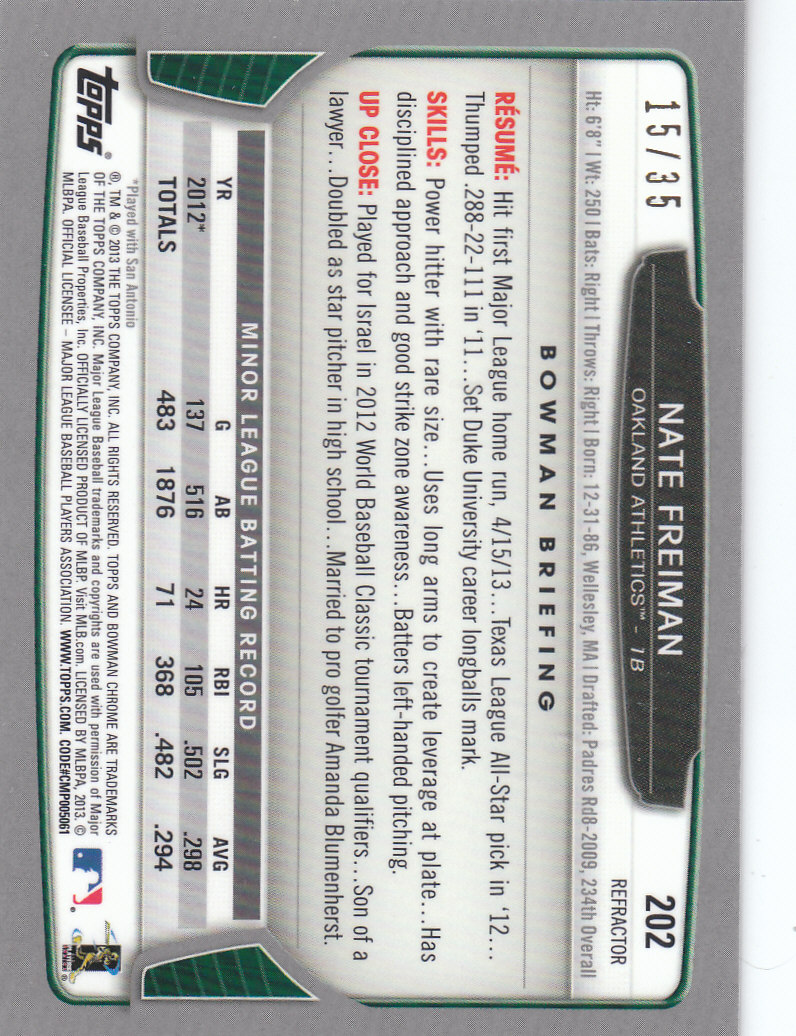 15/35
NATE FREIMAN
OAKLAND ATHLETICS™ - 1B
202
REFRACTOR
Ht: 6'8" | Wt: 250 | Bats: Right | Throws: Right | Born: 12-31-86, Wellesley, MA | Drafted: Padres Rd8-2009, 234th Overall
BOWMAN BRIEFING
RÉSUMÉ: Hit first Major League home run, 4/15/13...Texas League All-Star pick in '12...
Thumped .288-22-111 in '11...Set Duke University career longballs mark.
SKILLS: Power hitter with rare size...Uses long arms to create leverage at plate...Has
disciplined approach and good strike zone awareness...Batters left-handed pitching.
UP CLOSE: Played for Israel in 2012 World Baseball Classic tournament qualifiers...Son of a
lawyer...Doubled as star pitcher in high school...Married to pro golfer Amanda Blumenherst.
MINOR LEAGUE BATTING RECORD
YR G AB HR RBI SLG AVG
2012* 137 516 24 105 .502 .298
TOTALS 483 1876 71 368 .482 .294
*Played with San Antonio
Topps®
®, TM & © 2013 THE TOPPS COMPANY, INC. ALL RIGHTS RESERVED. TOPPS AND BOWMAN CHROME ARE TRADEMARKS
OF THE TOPPS COMPANY, INC. Major League Baseball trademarks and copyrights are used with permission of Major
League Baseball Properties, Inc. OFFICIALLY LICENSED PRODUCT OF MLBP. Visit MLB.com. LICENSED BY MLBPA, 2013. ©
MLBPA. OFFICIAL LICENSEE – MAJOR LEAGUE BASEBALL PLAYERS ASSOCIATION. WWW.TOPPS.COM. CODE#CMP005061